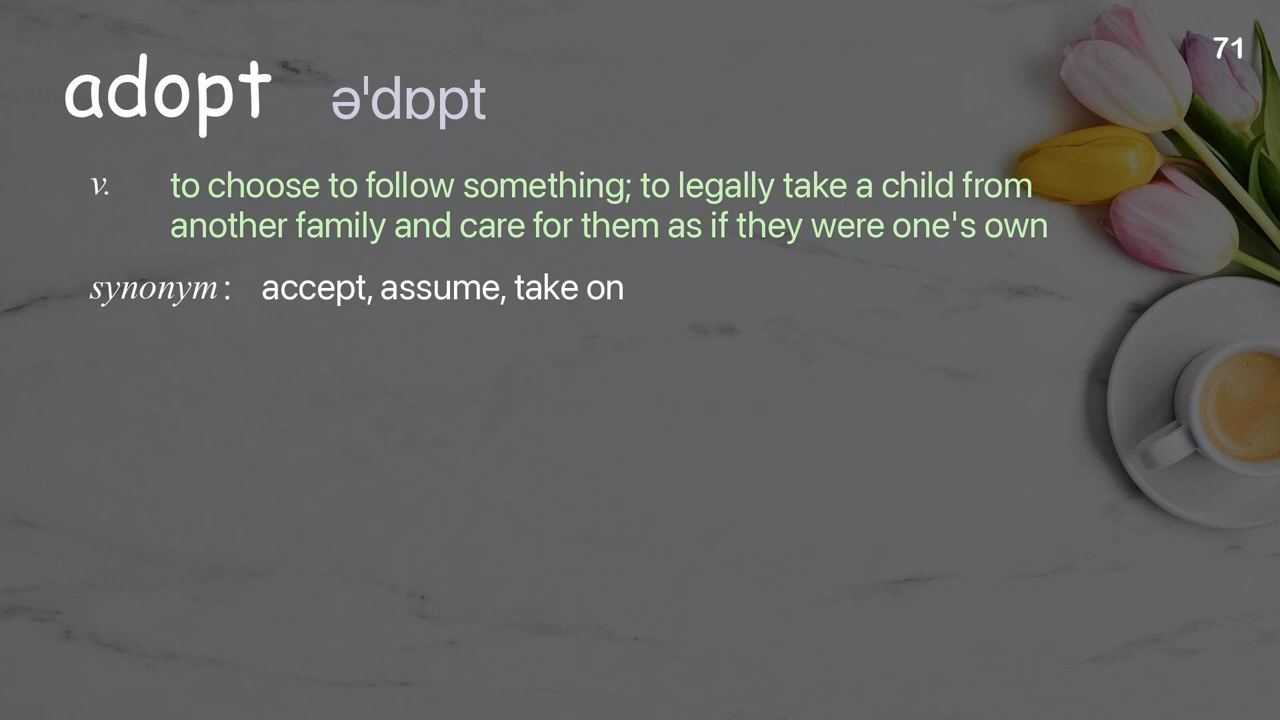 71
adopt əˈdɒpt
v. to choose to follow something; to legally take a child from
another family and care for them as if they were one's own
synonym : accept, assume, take on